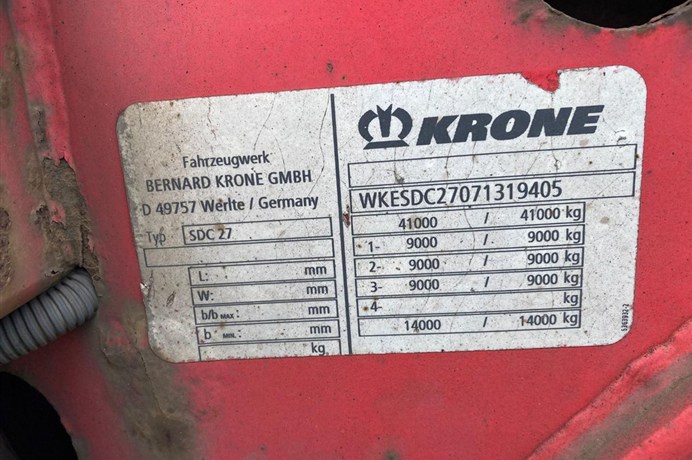 Fahrzeugwerk
BERNARD KRONE GMBH
D 49757 Werlte / Germany
Typ SDC 27
L: mm
W: mm
b/b MAX: mm
b MIN.: mm
kg
KRONE
WKESDC27071319405
41000 / 41000 kg
1- 9000 / 9000 kg
2- 9000 / 9000 kg
3- 9000 / 9000 kg
4- kg
14000 / 14000 kg